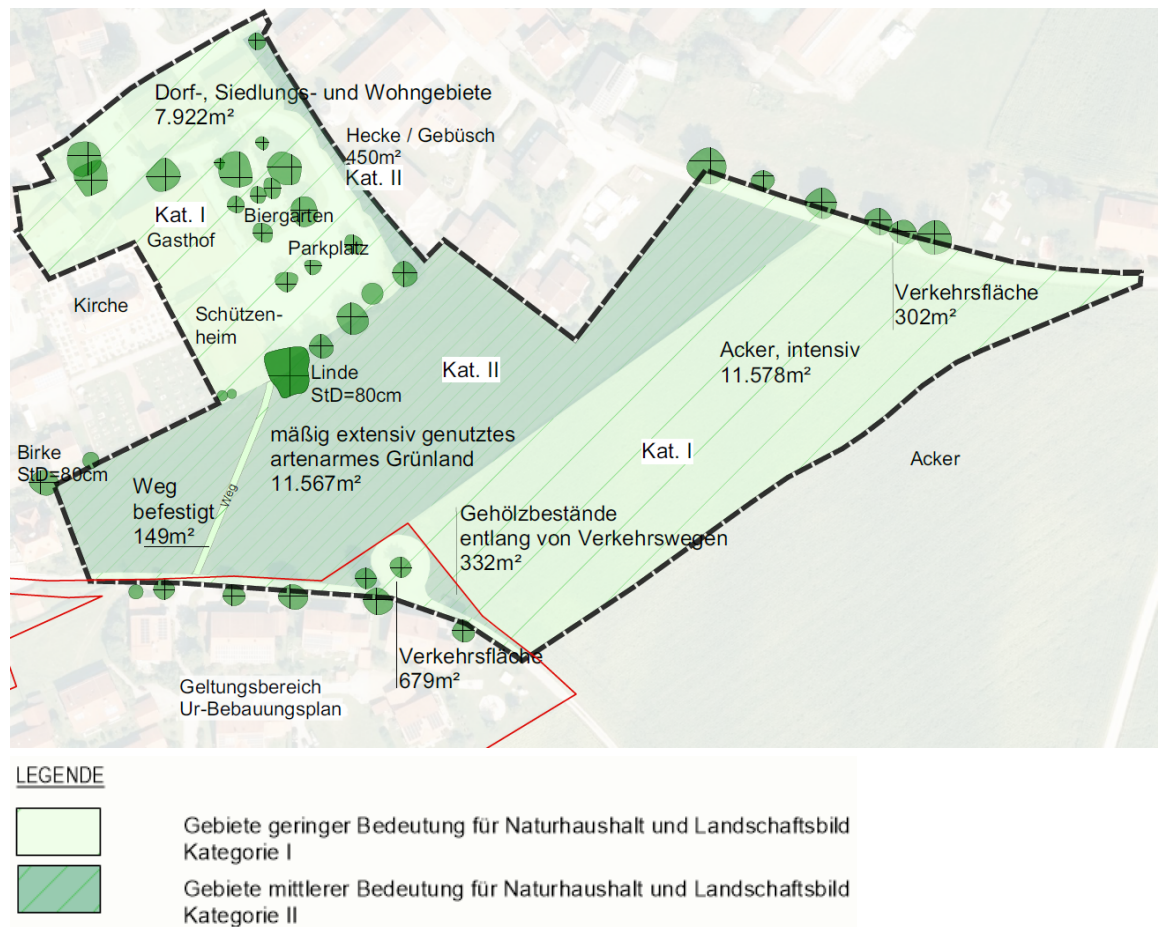 Dorf-, Siedlungs- und Wohngebiete
7.922m²
Hecke / Gebüsch
450m²
Kat. II
Kat. I
Biergarten
Gasthof
Parkplatz
Kirche
Schützen-
heim
Verkehrsfläche
302m²
Acker, intensiv
11.578m²
Kat. II
Linde
StD=80cm
mäßig extensiv genutztes
artenarmes Grünland
11.567m²
Kat. I
Acker
Birke
StD=80cm
Weg
befestigt
149m²
Weg
Gehölzbestände
entlang von Verkehrswegen
332m²
Verkehrsfläche
679m²
Geltungsbereich
Ur-Bebauungsplan
LEGENDE
Gebiete geringer Bedeutung für Naturhaushalt und Landschaftsbild
Kategorie I
Gebiete mittlerer Bedeutung für Naturhaushalt und Landschaftsbild
Kategorie II